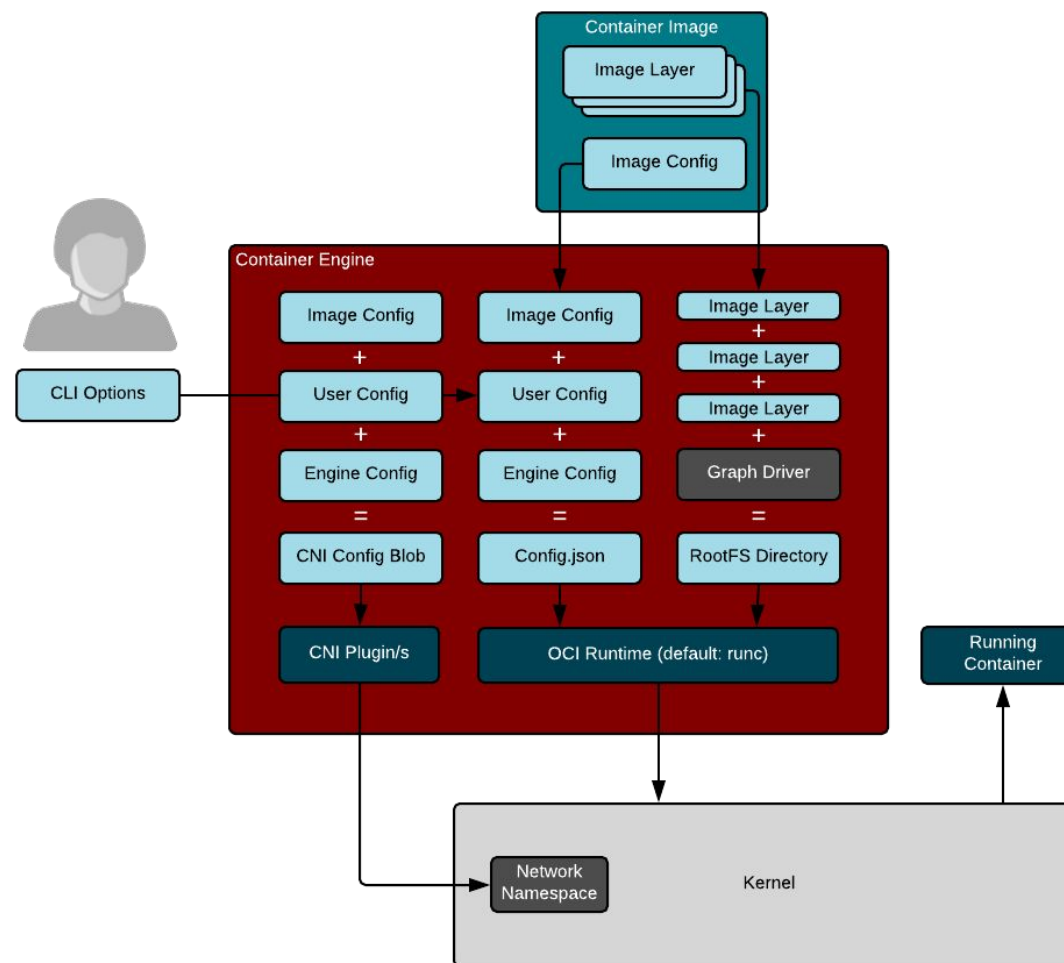 Container Image
Image Layer
Image Config
Container Engine
Image Config
Image Config
Image Layer
+
+
+
Image Layer
CLI Options
User Config
User Config
+
Image Layer
+
+
+
Engine Config
Engine Config
Graph Driver
=
=
=
CNI Config Blob
Config.json
RootFS Directory
CNI Plugin/s
OCI Runtime (default: runc)
Running
Container
Network
Namespace
Kernel